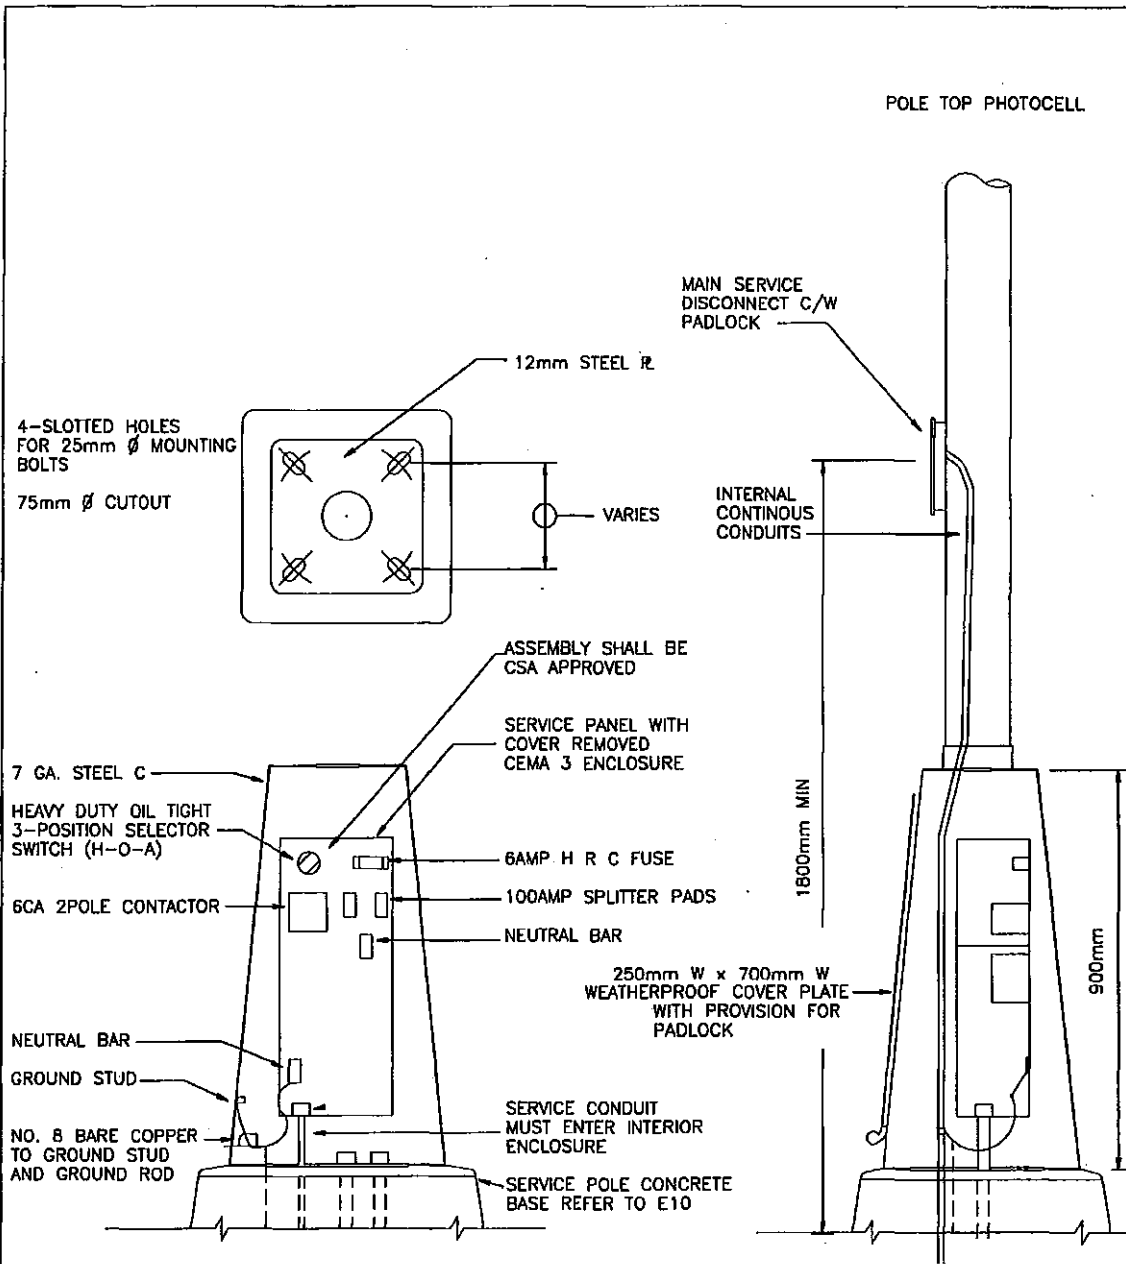 POLE TOP PHOTOCELL
MAIN SERVICE
DISCONNECT C/W
PADLOCK
12mm STEEL PL
4-SLOTTED HOLES
FOR 25mm Ø MOUNTING
BOLTS
75mm Ø CUTOUT
VARIES
INTERNAL
CONTINOUS
CONDUITS
ASSEMBLY SHALL BE
CSA APPROVED
SERVICE PANEL WITH
COVER REMOVED
CEMA 3 ENCLOSURE
7 GA. STEEL C
HEAVY DUTY OIL TIGHT
3-POSITION SELECTOR
SWITCH (H-O-A)
6AMP H R C FUSE
6CA 2POLE CONTACTOR
100AMP SPLITTER PADS
NEUTRAL BAR
1800mm MIN
900mm
250mm W x 700mm W
WEATHERPROOF COVER PLATE
WITH PROVISION FOR
PADLOCK
NEUTRAL BAR
GROUND STUD
NO. 8 BARE COPPER
TO GROUND STUD
AND GROUND ROD
SERVICE CONDUIT
MUST ENTER INTERIOR
ENCLOSURE
SERVICE POLE CONCRETE
BASE REFER TO E10